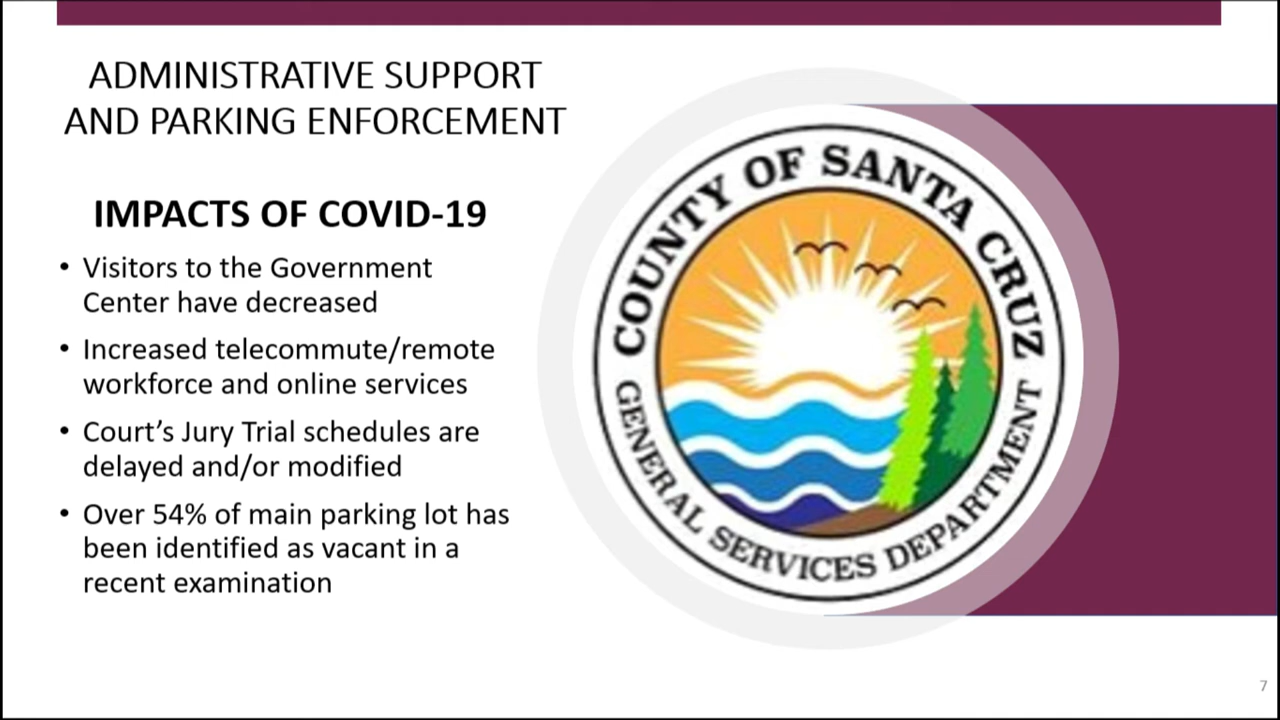 ADMINISTRATIVE SUPPORT
AND PARKING ENFORCEMENT
IMPACTS OF COVID-19
• Visitors to the Government
Center have decreased
• Increased telecommute/remote
workforce and online services
• Court’s Jury Trial schedules are
delayed and/or modified
• Over 54% of main parking lot has
been identified as vacant in a
recent examination
COUNTY OF SANTA CRUZ
GENERAL SERVICES DEPARTMENT
7